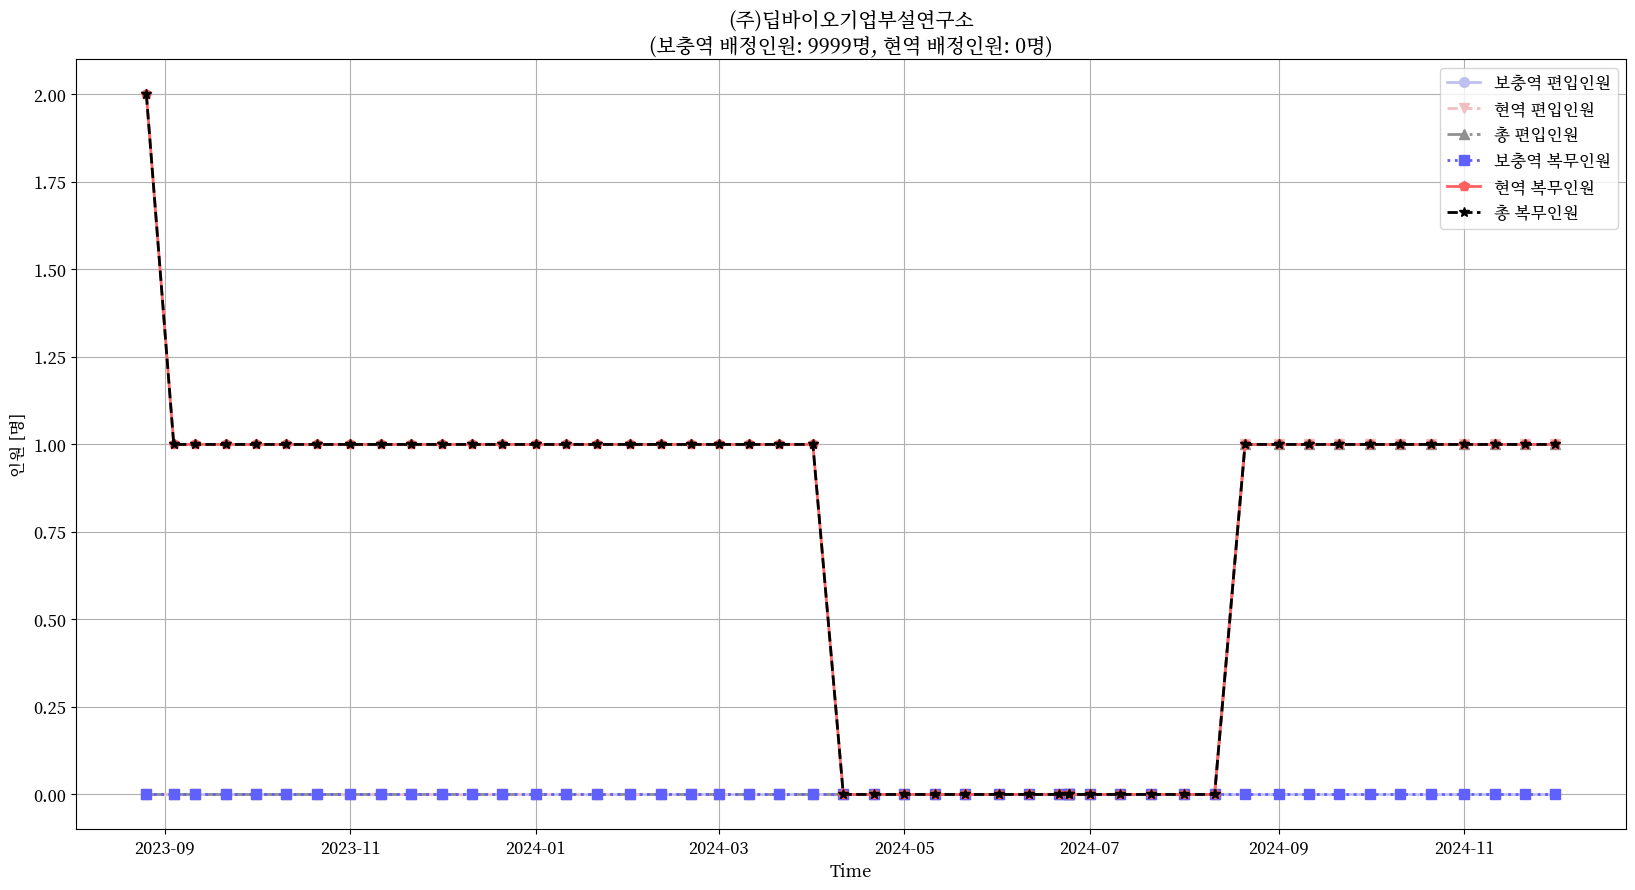 (주)딥바이오기업부설연구소
(보충역 배정인원: 9999명, 현역 배정인원: 0명)
보충역 편입인원
현역 편입인원
총 편입인원
보충역 복무인원
현역 복무인원
총 복무인원
2.00
1.75
1.50
1.25
1.00
0.75
0.50
0.25
0.00
인원 [명]
2023-09
2023-11
2024-01
2024-03
2024-05
2024-07
2024-09
2024-11
Time